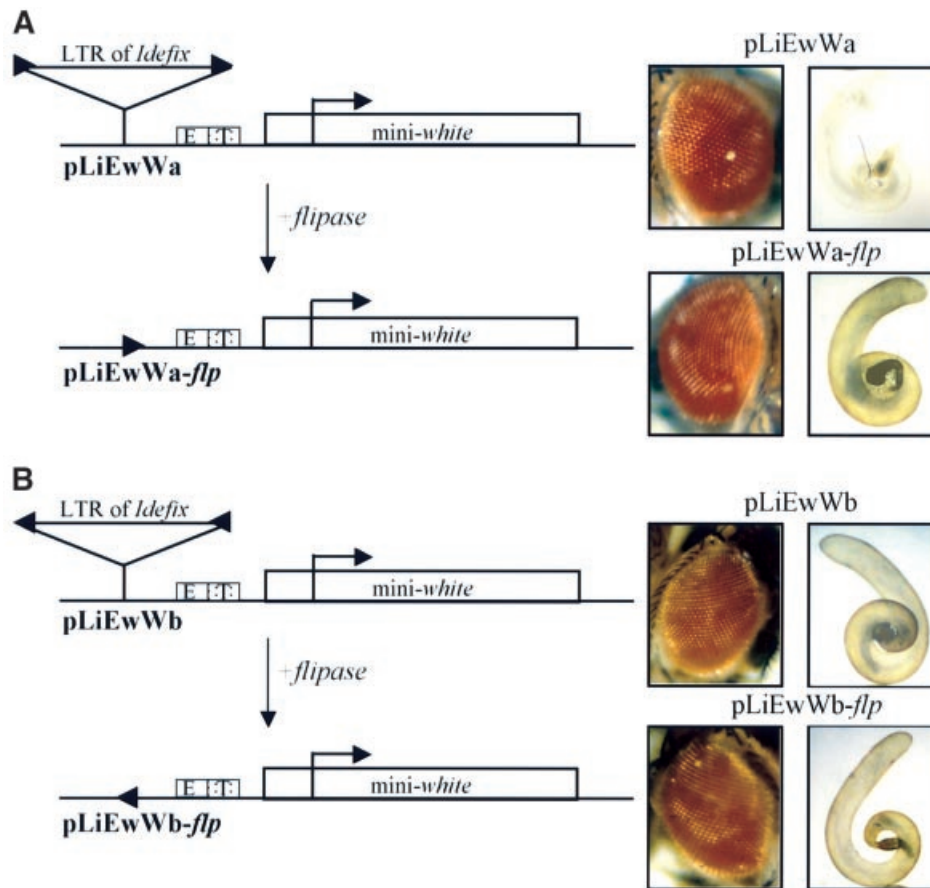 A
LTR of Idefix
E T
mini-white
pLiEwWa
+flipase
E T
mini-white
pLiEwWa-flp
pLiEwWa
pLiEwWa-flp
B
LTR of Idefix
E T
mini-white
pLiEwWb
+flipase
E T
mini-white
pLiEwWb-flp
pLiEwWb
pLiEwWb-flp